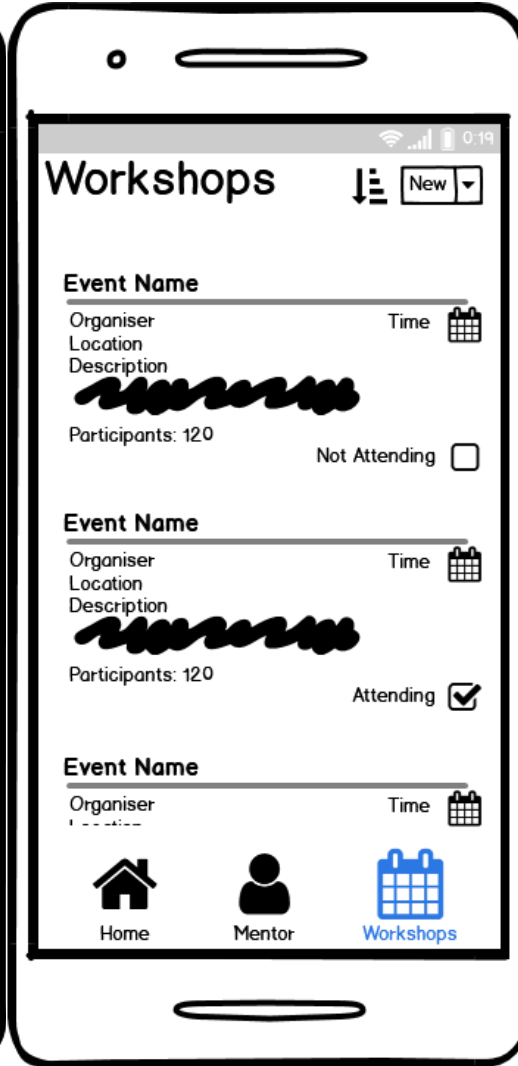 0:19
Workshops
New
Event Name
Organiser Time
Location
Description
Participants: 120
Not Attending
Event Name
Organiser Time
Location
Description
Participants: 120
Attending
Event Name
Organiser Time
Location
Home Mentor Workshops